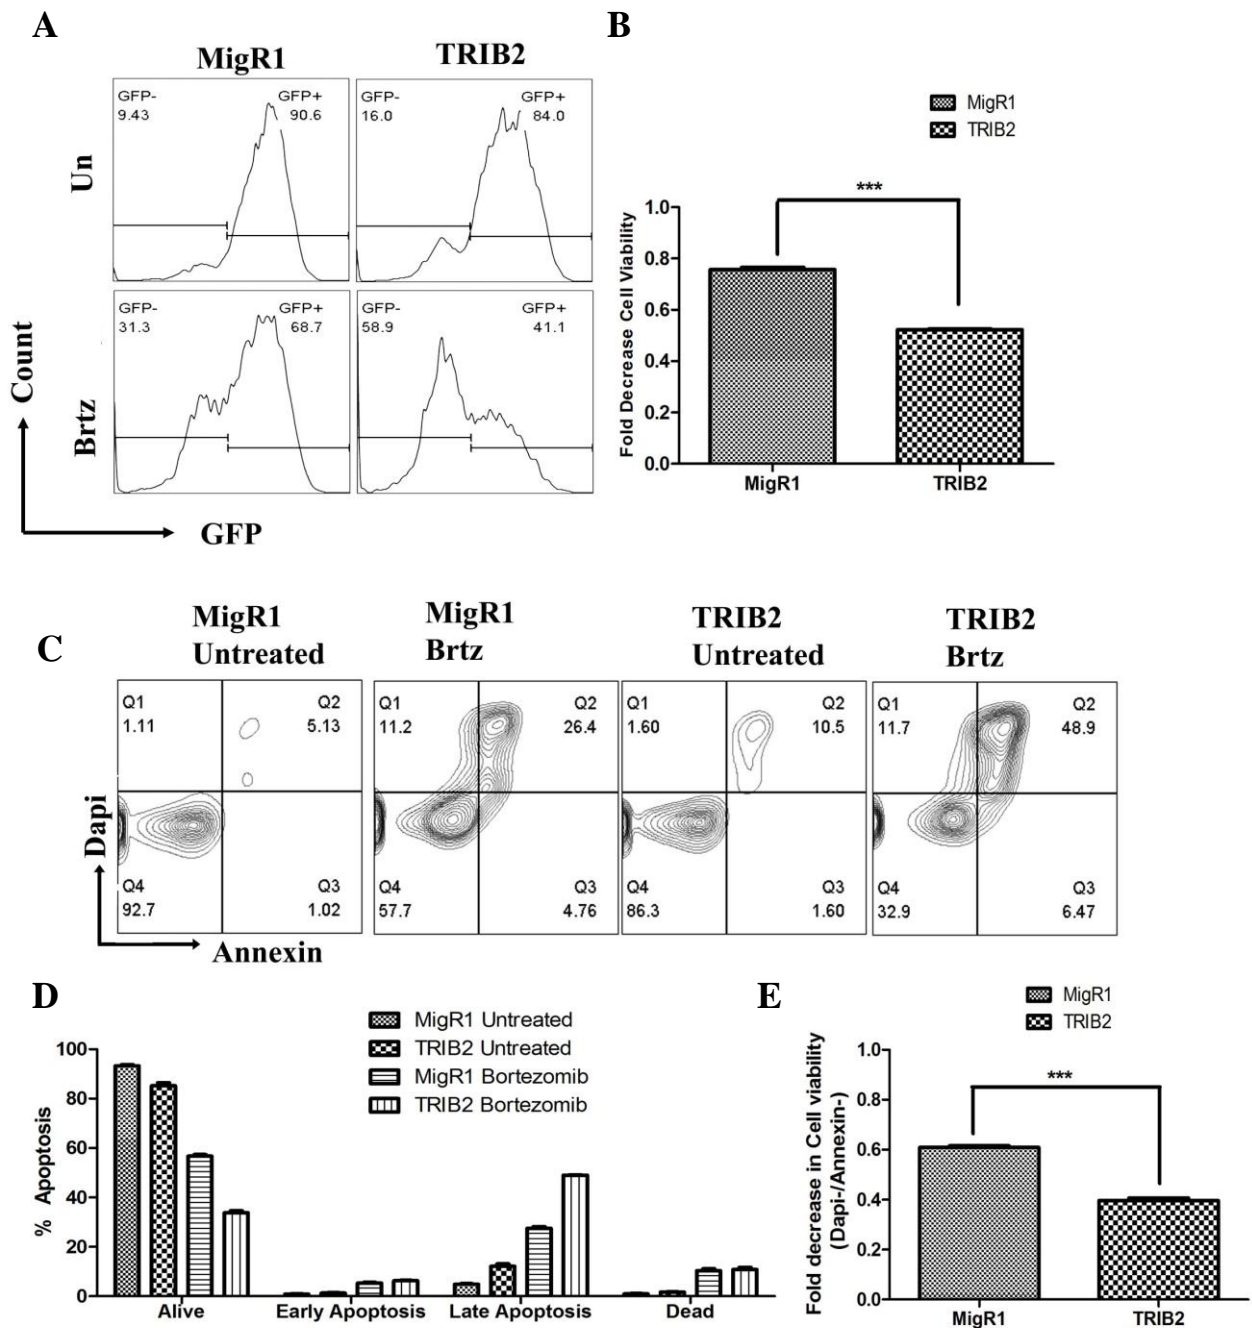 A
B
MigR1
TRIB2
GFP-
9.43
GFP+
90.6
GFP-
16.0
GFP+
84.0
Un
GFP-
31.3
GFP+
68.7
GFP-
58.9
GFP+
41.1
Brtz
Count
GFP
MigR1
TRIB2
***
Fold Decrease Cell Viability
1.0
0.8
0.6
0.4
0.2
0.0
MigR1
TRIB2
C
MigR1
Untreated
MigR1
Brtz
TRIB2
Untreated
TRIB2
Brtz
Q1
1.11
Q2
5.13
Q4
92.7
Q3
1.02
Q1
11.2
Q2
26.4
Q4
57.7
Q3
4.76
Q1
1.60
Q2
10.5
Q4
86.3
Q3
1.60
Q1
11.7
Q2
48.9
Q4
32.9
Q3
6.47
Dapi
Annexin
D
MigR1 Untreated
TRIB2 Untreated
MigR1 Bortezomib
TRIB2 Bortezomib
% Apoptosis
100
80
60
40
20
0
Alive
Early Apoptosis
Late Apoptosis
Dead
E
MigR1
TRIB2
***
Fold decrease in Cell viability
(Dapi-/Annexin-)
1.0
0.8
0.6
0.4
0.2
0.0
MigR1
TRIB2